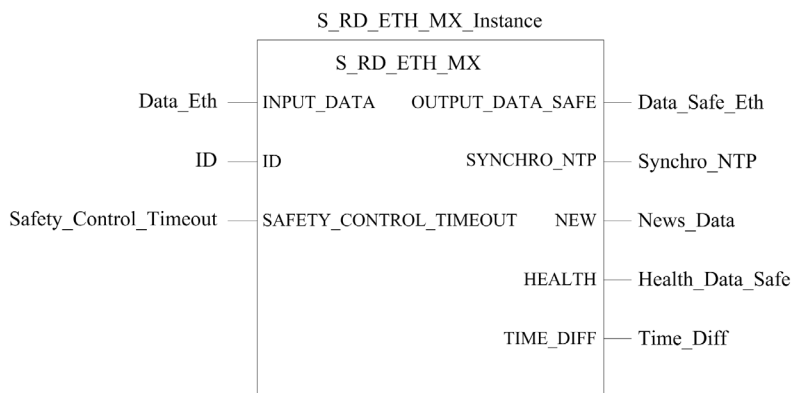 S_RD_ETH_MX_Instance
S_RD_ETH_MX
Data_Eth INPUT_DATA OUTPUT_DATA_SAFE Data_Safe_Eth
ID ID SYNCHRO_NTP Synchro_NTP
Safety_Control_Timeout SAFETY_CONTROL_TIMEOUT NEW News_Data
HEALTH Health_Data_Safe
TIME_DIFF Time_Diff